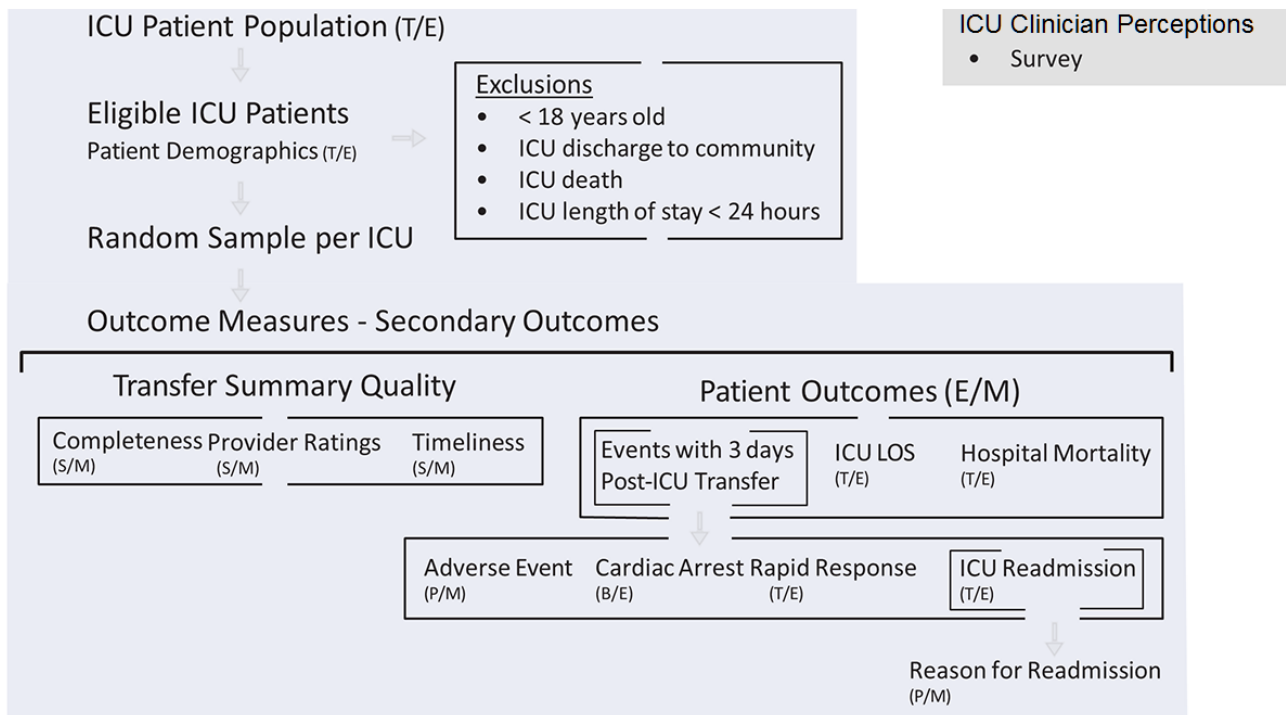 ICU Patient Population (T/E)
Eligible ICU Patients
Patient Demographics (T/E)
Exclusions
• < 18 years old
• ICU discharge to community
• ICU death
• ICU length of stay < 24 hours
Random Sample per ICU
ICU Clinician Perceptions
• Survey
Outcome Measures - Secondary Outcomes
Transfer Summary Quality
Completeness Provider Ratings Timeliness
(S/M) (S/M) (S/M)
Patient Outcomes (E/M)
Events with 3 days
Post-ICU Transfer
ICU LOS
(T/E)
Hospital Mortality
(T/E)
Adverse Event
(P/M)
Cardiac Arrest
(B/E)
Rapid Response
(T/E)
ICU Readmission
(T/E)
Reason for Readmission
(P/M)